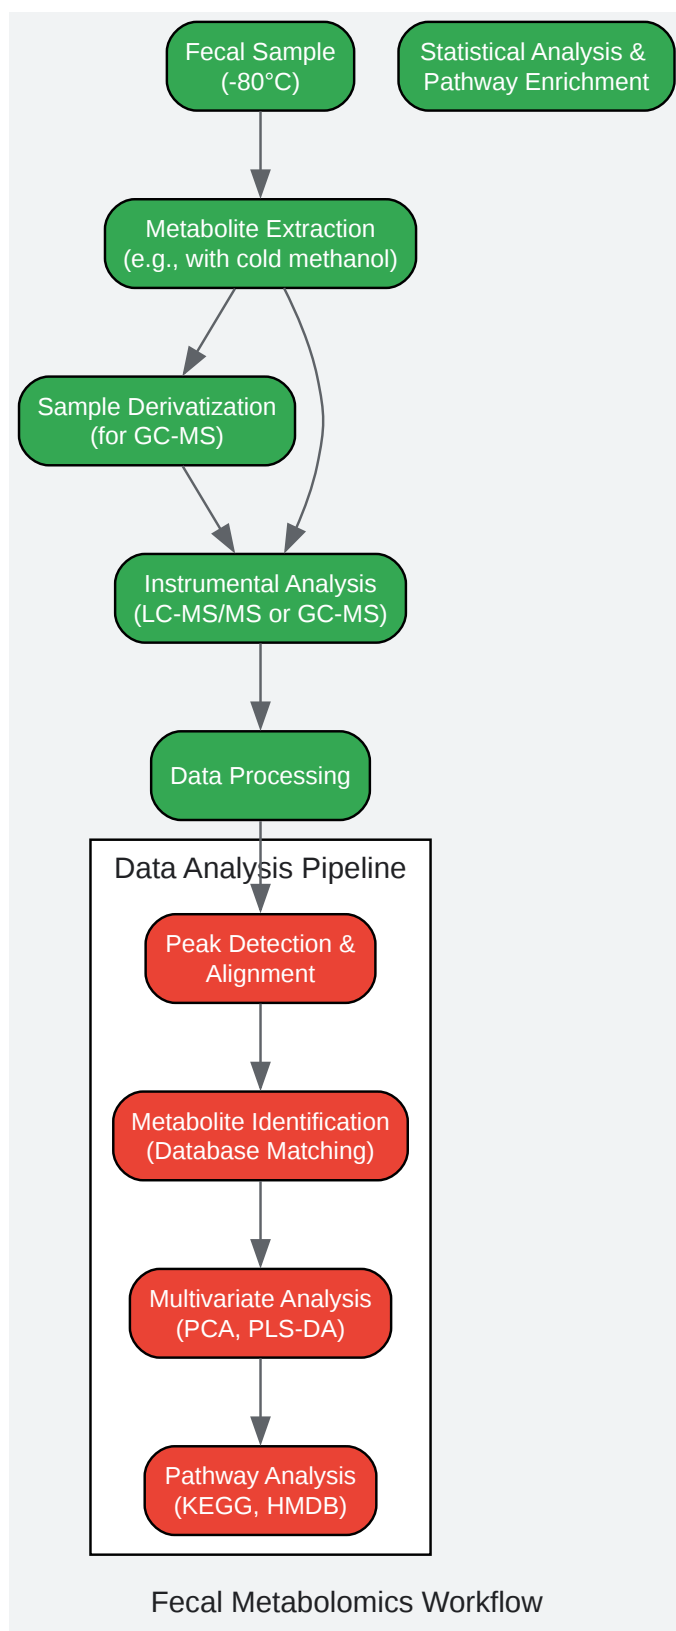 Fecal Sample
(-80°C)
Statistical Analysis &
Pathway Enrichment
Metabolite Extraction
(e.g., with cold methanol)
Sample Derivatization
(for GC-MS)
Instrumental Analysis
(LC-MS/MS or GC-MS)
Data Processing
Data Analysis Pipeline
Peak Detection &
Alignment
Metabolite Identification
(Database Matching)
Multivariate Analysis
(PCA, PLS-DA)
Pathway Analysis
(KEGG, HMDB)
Fecal Metabolomics Workflow